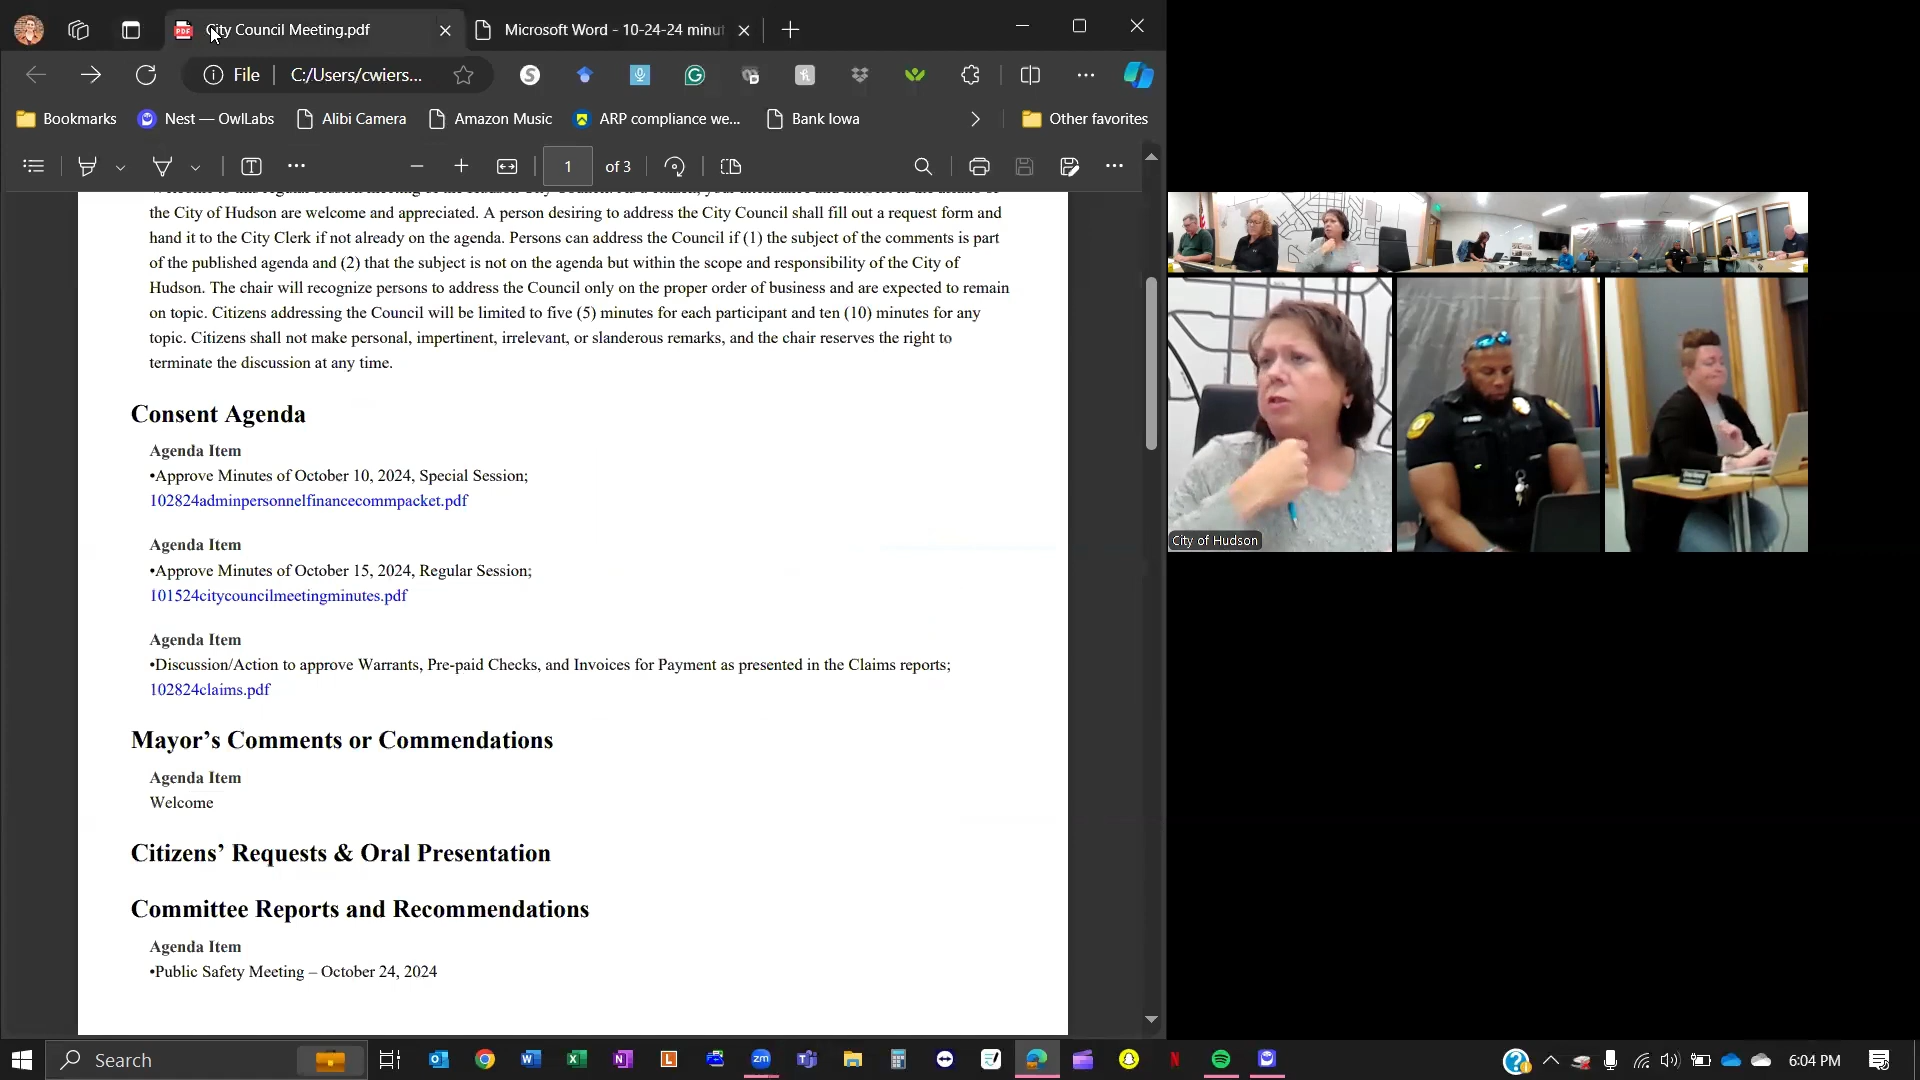 City Council Meeting.pdf
Microsoft Word - 10-24-24 minut
File
C:/Users/cwiers...
Bookmarks
Nest — OwlLabs
Alibi Camera
Amazon Music
ARP compliance we...
Bank Iowa
Other favorites
1 of 3
the City of Hudson are welcome and appreciated. A person desiring to address the City Council shall fill out a request form and
hand it to the City Clerk if not already on the agenda. Persons can address the Council if (1) the subject of the comments is part
of the published agenda and (2) that the subject is not on the agenda but within the scope and responsibility of the City of
Hudson. The chair will recognize persons to address the Council only on the proper order of business and are expected to remain
on topic. Citizens addressing the Council will be limited to five (5) minutes for each participant and ten (10) minutes for any
topic. Citizens shall not make personal, impertinent, irrelevant, or slanderous remarks, and the chair reserves the right to
terminate the discussion at any time.
Consent Agenda
Agenda Item
•Approve Minutes of October 10, 2024, Special Session;
102824adminpersonnelfinancecommpacket.pdf
Agenda Item
•Approve Minutes of October 15, 2024, Regular Session;
101524citycouncilmeetingminutes.pdf
Agenda Item
•Discussion/Action to approve Warrants, Pre-paid Checks, and Invoices for Payment as presented in the Claims reports;
102824claims.pdf
Mayor's Comments or Commendations
Agenda Item
Welcome
Citizens' Requests & Oral Presentation
Committee Reports and Recommendations
Agenda Item
•Public Safety Meeting – October 24, 2024
City of Hudson
Search
6:04 PM